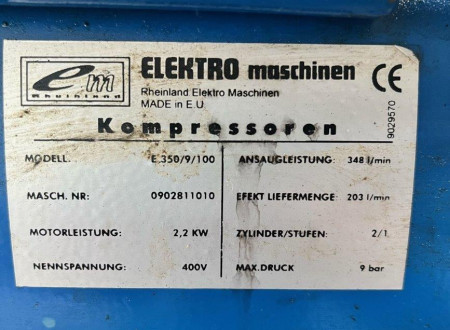 em
Rheinland
ELEKTRO maschinen
Rheinland Elektro Maschinen
MADE in E.U.
CE
9029570
Kompressoren
MODELL. E.350/9/100 ANSAUGLEISTUNG: 348 l/min
MASCH. NR: 0902811010 EFEKT LIEFERMENGE: 203 l/min
MOTORLEISTUNG: 2,2 KW ZYLINDER/STUFEN: 2/1
NENNSPANNUNG: 400V MAX.DRUCK 9 bar